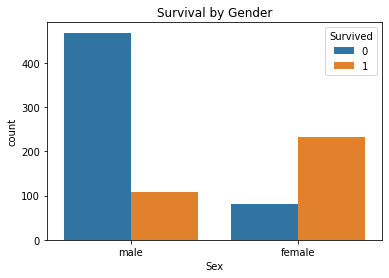 Survival by Gender
Survived
0
1
400
300
200
100
0
count
male
female
Sex